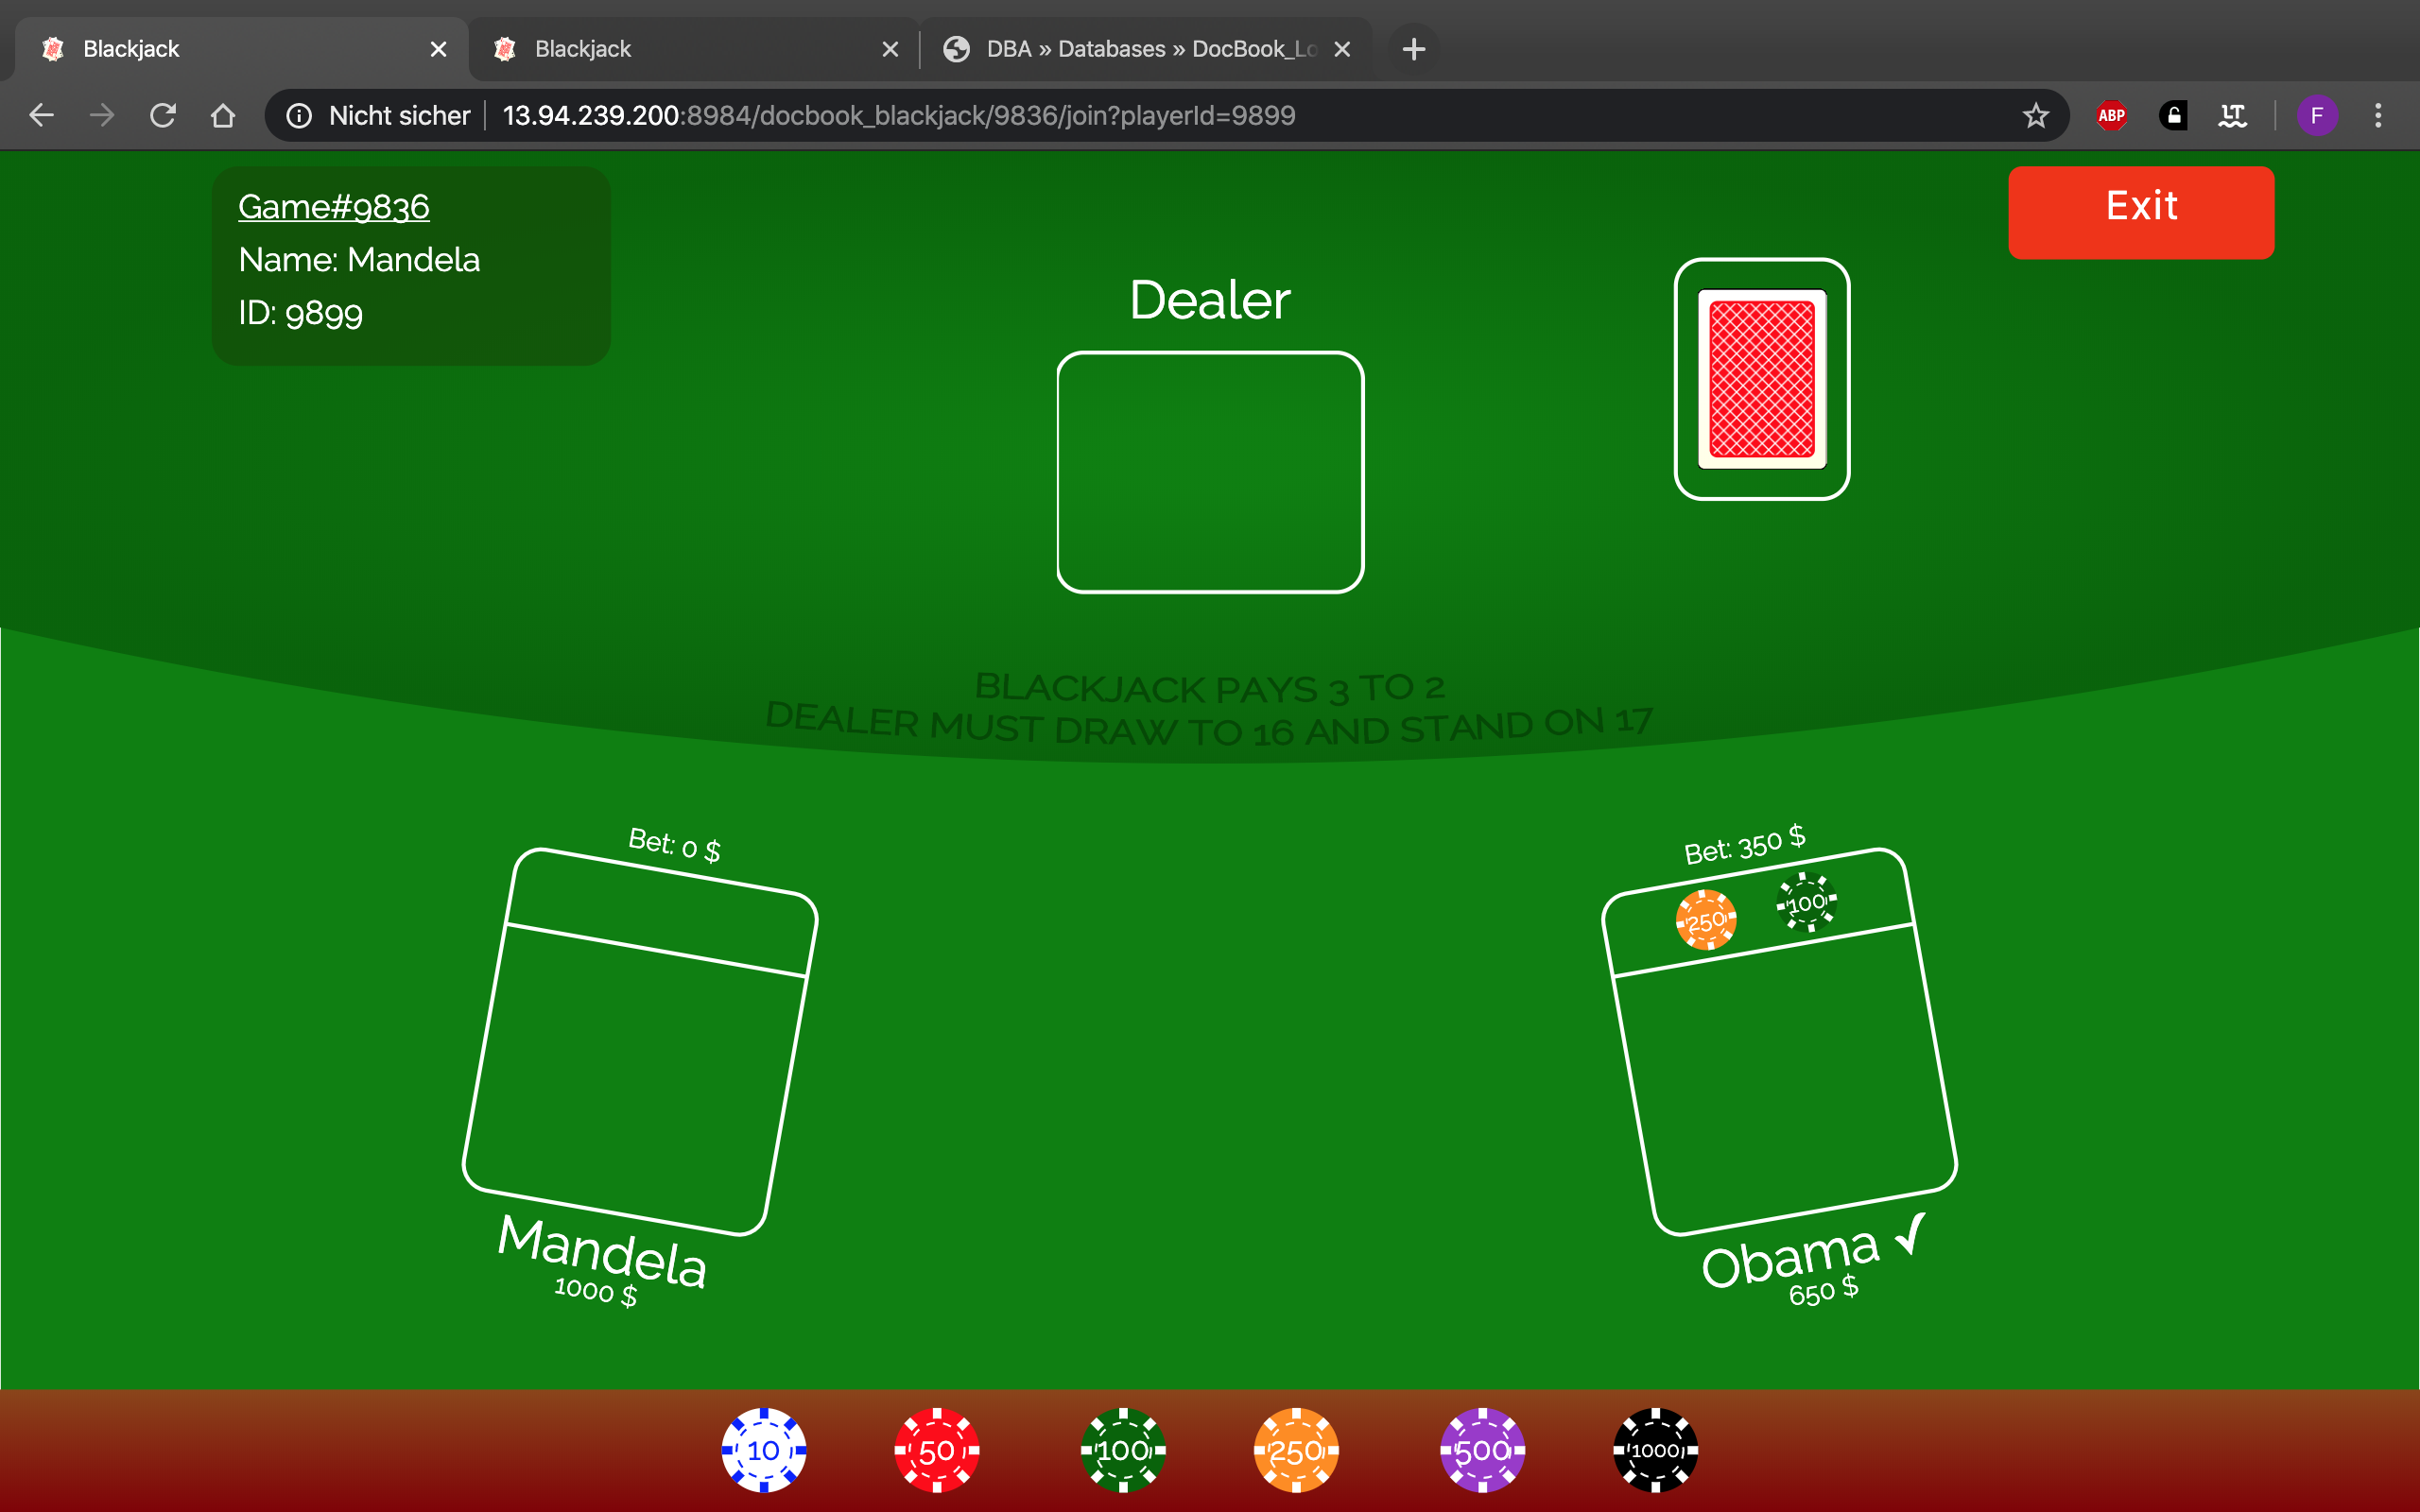 Blackjack
Blackjack
DBA » Databases » DocBook_Lo
Nicht sicher
13.94.239.200:8984/docbook_blackjack/9836/join?playerId=9899
ABP
LT
F
Game#9836
Name: Mandela
ID: 9899
Exit
Dealer
BLACKJACK PAYS 3 TO 2
DEALER MUST DRAW TO 16 AND STAND ON 17
Bet: 0 $
Bet: 350 $
250
100
Mandela
1000 $
Obama ✓
650 $
10
50
100
250
500
1000